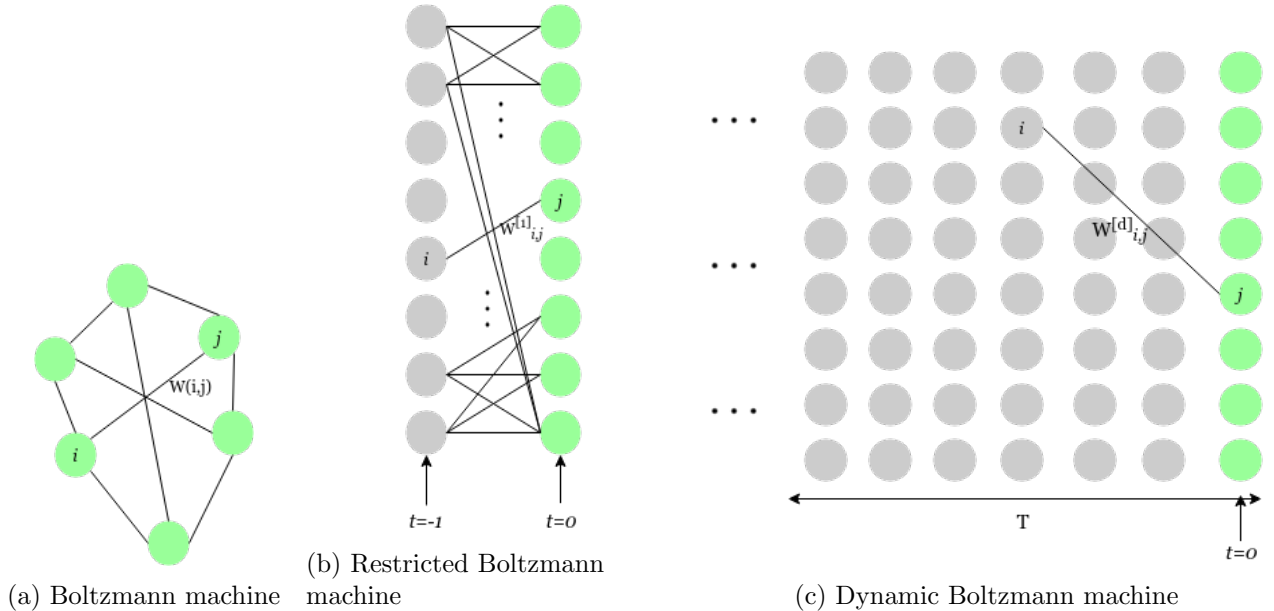 j
W(i,j)
i
(a) Boltzmann machine
j
W[1]i,j
i
t=-1
t=0
(b) Restricted Boltzmann
machine
i
W[d]i,j
j
T
t=0
(c) Dynamic Boltzmann machine